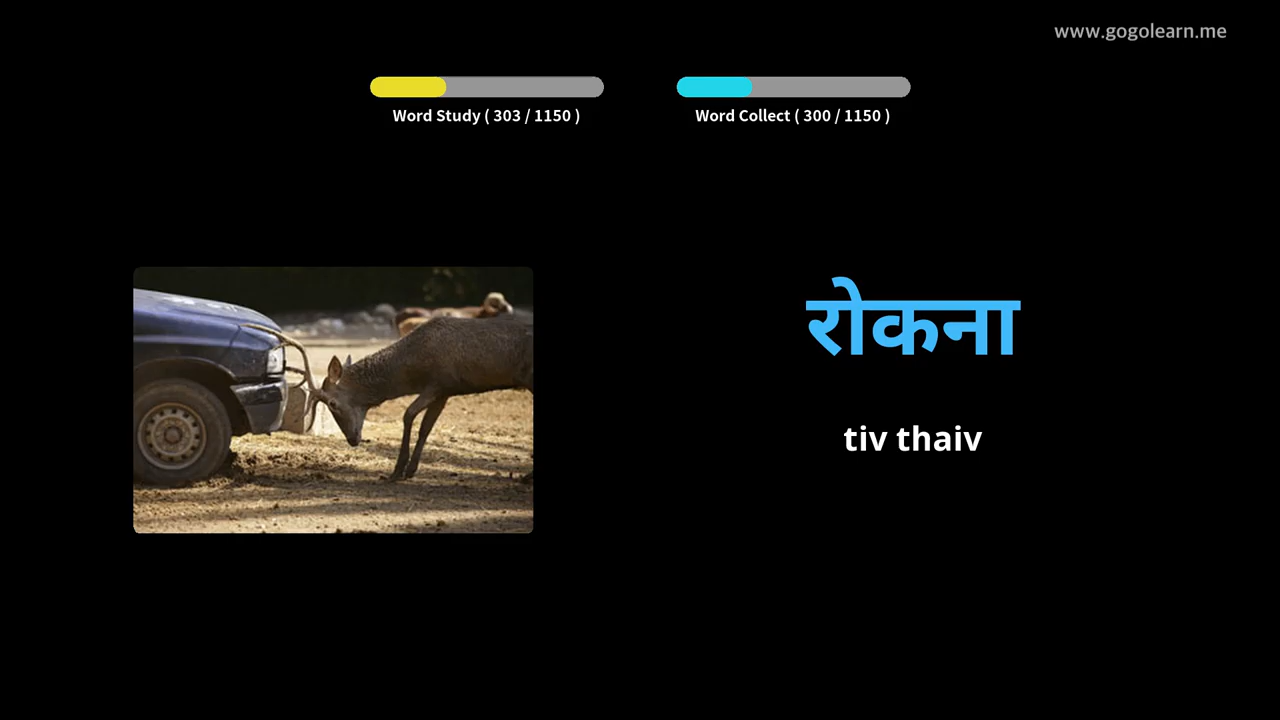 www.gogolearn.me
Word Study ( 303 / 1150 )
Word Collect ( 300 / 1150 )
रोकना
tiv thaiv